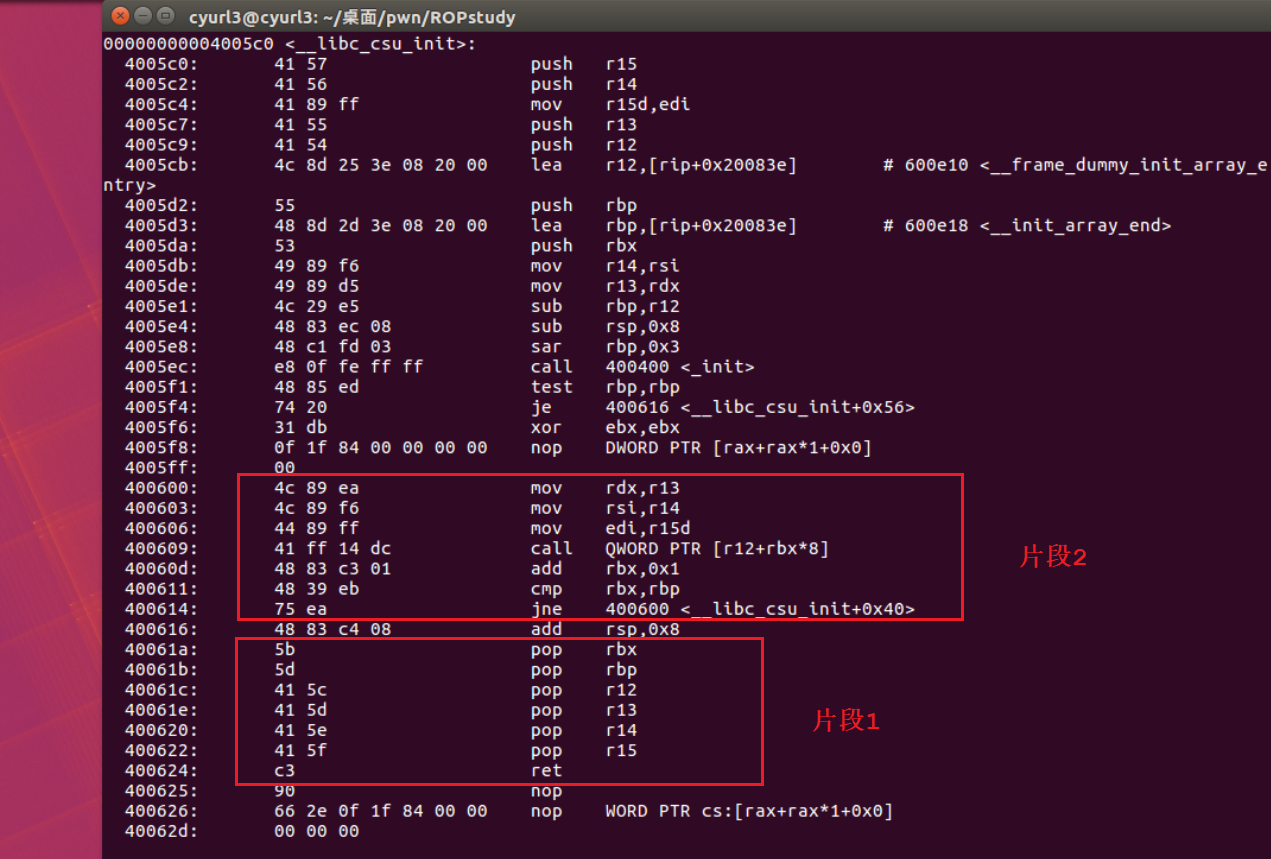 cyurl3@cyurl3: ~/桌面/pwn/ROPstudy
00000000004005c0 <__libc_csu_init>:
4005c0: 41 57 push r15
4005c2: 41 56 push r14
4005c4: 41 89 ff mov r15d,edi
4005c7: 41 55 push r13
4005c9: 41 54 push r12
4005cb: 4c 8d 25 3e 08 20 00 lea r12,[rip+0x20083e] # 600e10 <__frame_dummy_init_array_e
ntry>
4005d2: 55 push rbp
4005d3: 48 8d 2d 3e 08 20 00 lea rbp,[rip+0x20083e] # 600e18 <__init_array_end>
4005da: 53 push rbx
4005db: 49 89 f6 mov r14,rsi
4005de: 49 89 d5 mov r13,rdx
4005e1: 4c 29 e5 sub rbp,r12
4005e4: 48 83 ec 08 sub rsp,0x8
4005e8: 48 c1 fd 03 sar rbp,0x3
4005ec: e8 0f fe ff ff call 400400 <_init>
4005f1: 48 85 ed test rbp,rbp
4005f4: 74 20 je 400616 <__libc_csu_init+0x56>
4005f6: 31 db xor ebx,ebx
4005f8: 0f 1f 84 00 00 00 00 nop DWORD PTR [rax+rax*1+0x0]
4005ff: 00
400600: 4c 89 ea mov rdx,r13
400603: 4c 89 f6 mov rsi,r14
400606: 44 89 ff mov edi,r15d
400609: 41 ff 14 dc call QWORD PTR [r12+rbx*8]
40060d: 48 83 c3 01 add rbx,0x1
400611: 48 39 eb cmp rbx,rbp
400614: 75 ea jne 400600 <__libc_csu_init+0x40>
片段2
400616: 48 83 c4 08 add rsp,0x8
40061a: 5b pop rbx
40061b: 5d pop rbp
40061c: 41 5c pop r12
40061e: 41 5d pop r13
400620: 41 5e pop r14
400622: 41 5f pop r15
400624: c3 ret
片段1
400625: 90 nop
400626: 66 2e 0f 1f 84 00 00 nop WORD PTR cs:[rax+rax*1+0x0]
40062d: 00 00 00